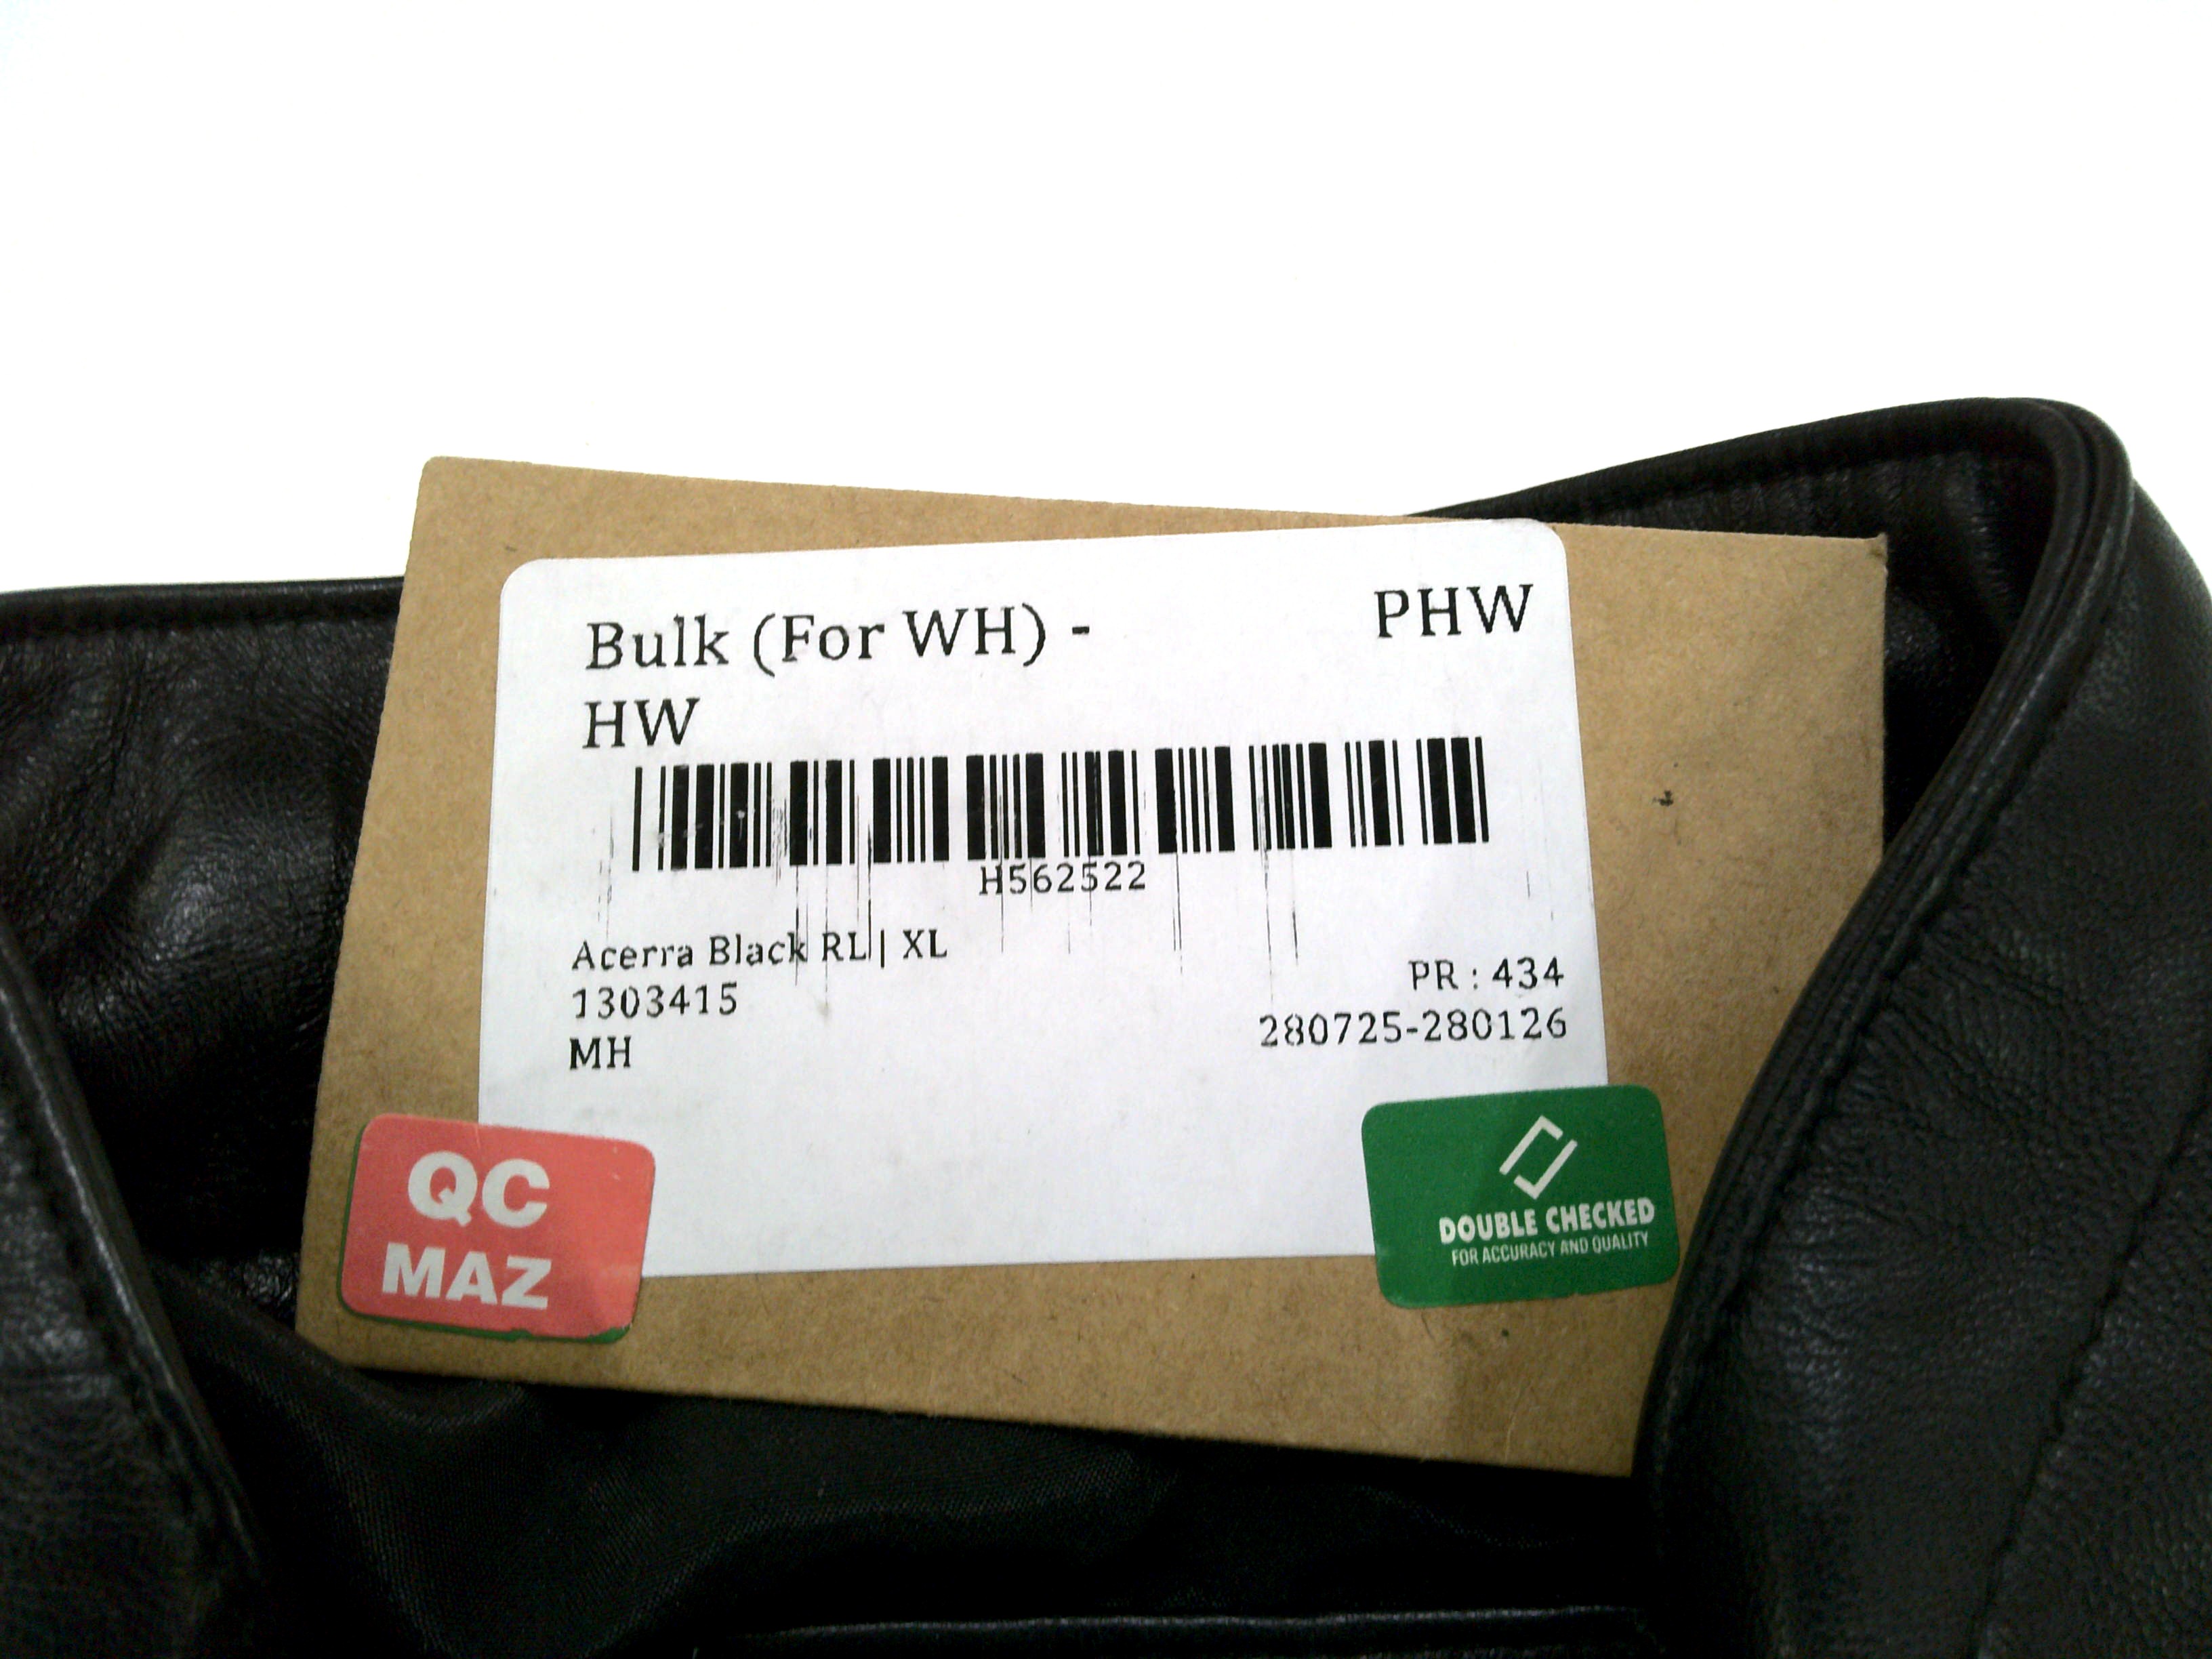 Bulk (For WH) - PHW
HW
H562522
Acerra Black RL | XL
1303415
MH
PR : 434
280725-280126
QC
MAZ
DOUBLE CHECKED
FOR ACCURACY AND QUALITY